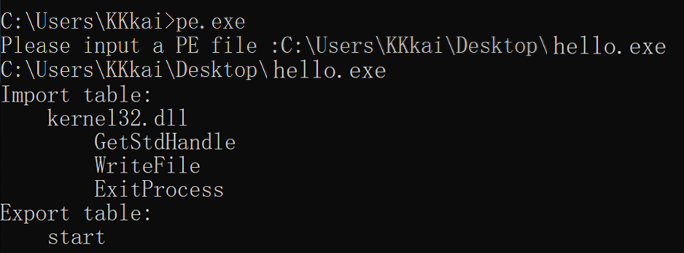 C:\Users\KKkai>pe.exe
Please input a PE file :C:\Users\KKkai\Desktop\hello.exe
C:\Users\KKkai\Desktop\hello.exe
Import table:
    kernel32.dll
        GetStdHandle
        WriteFile
        ExitProcess
Export table:
    start